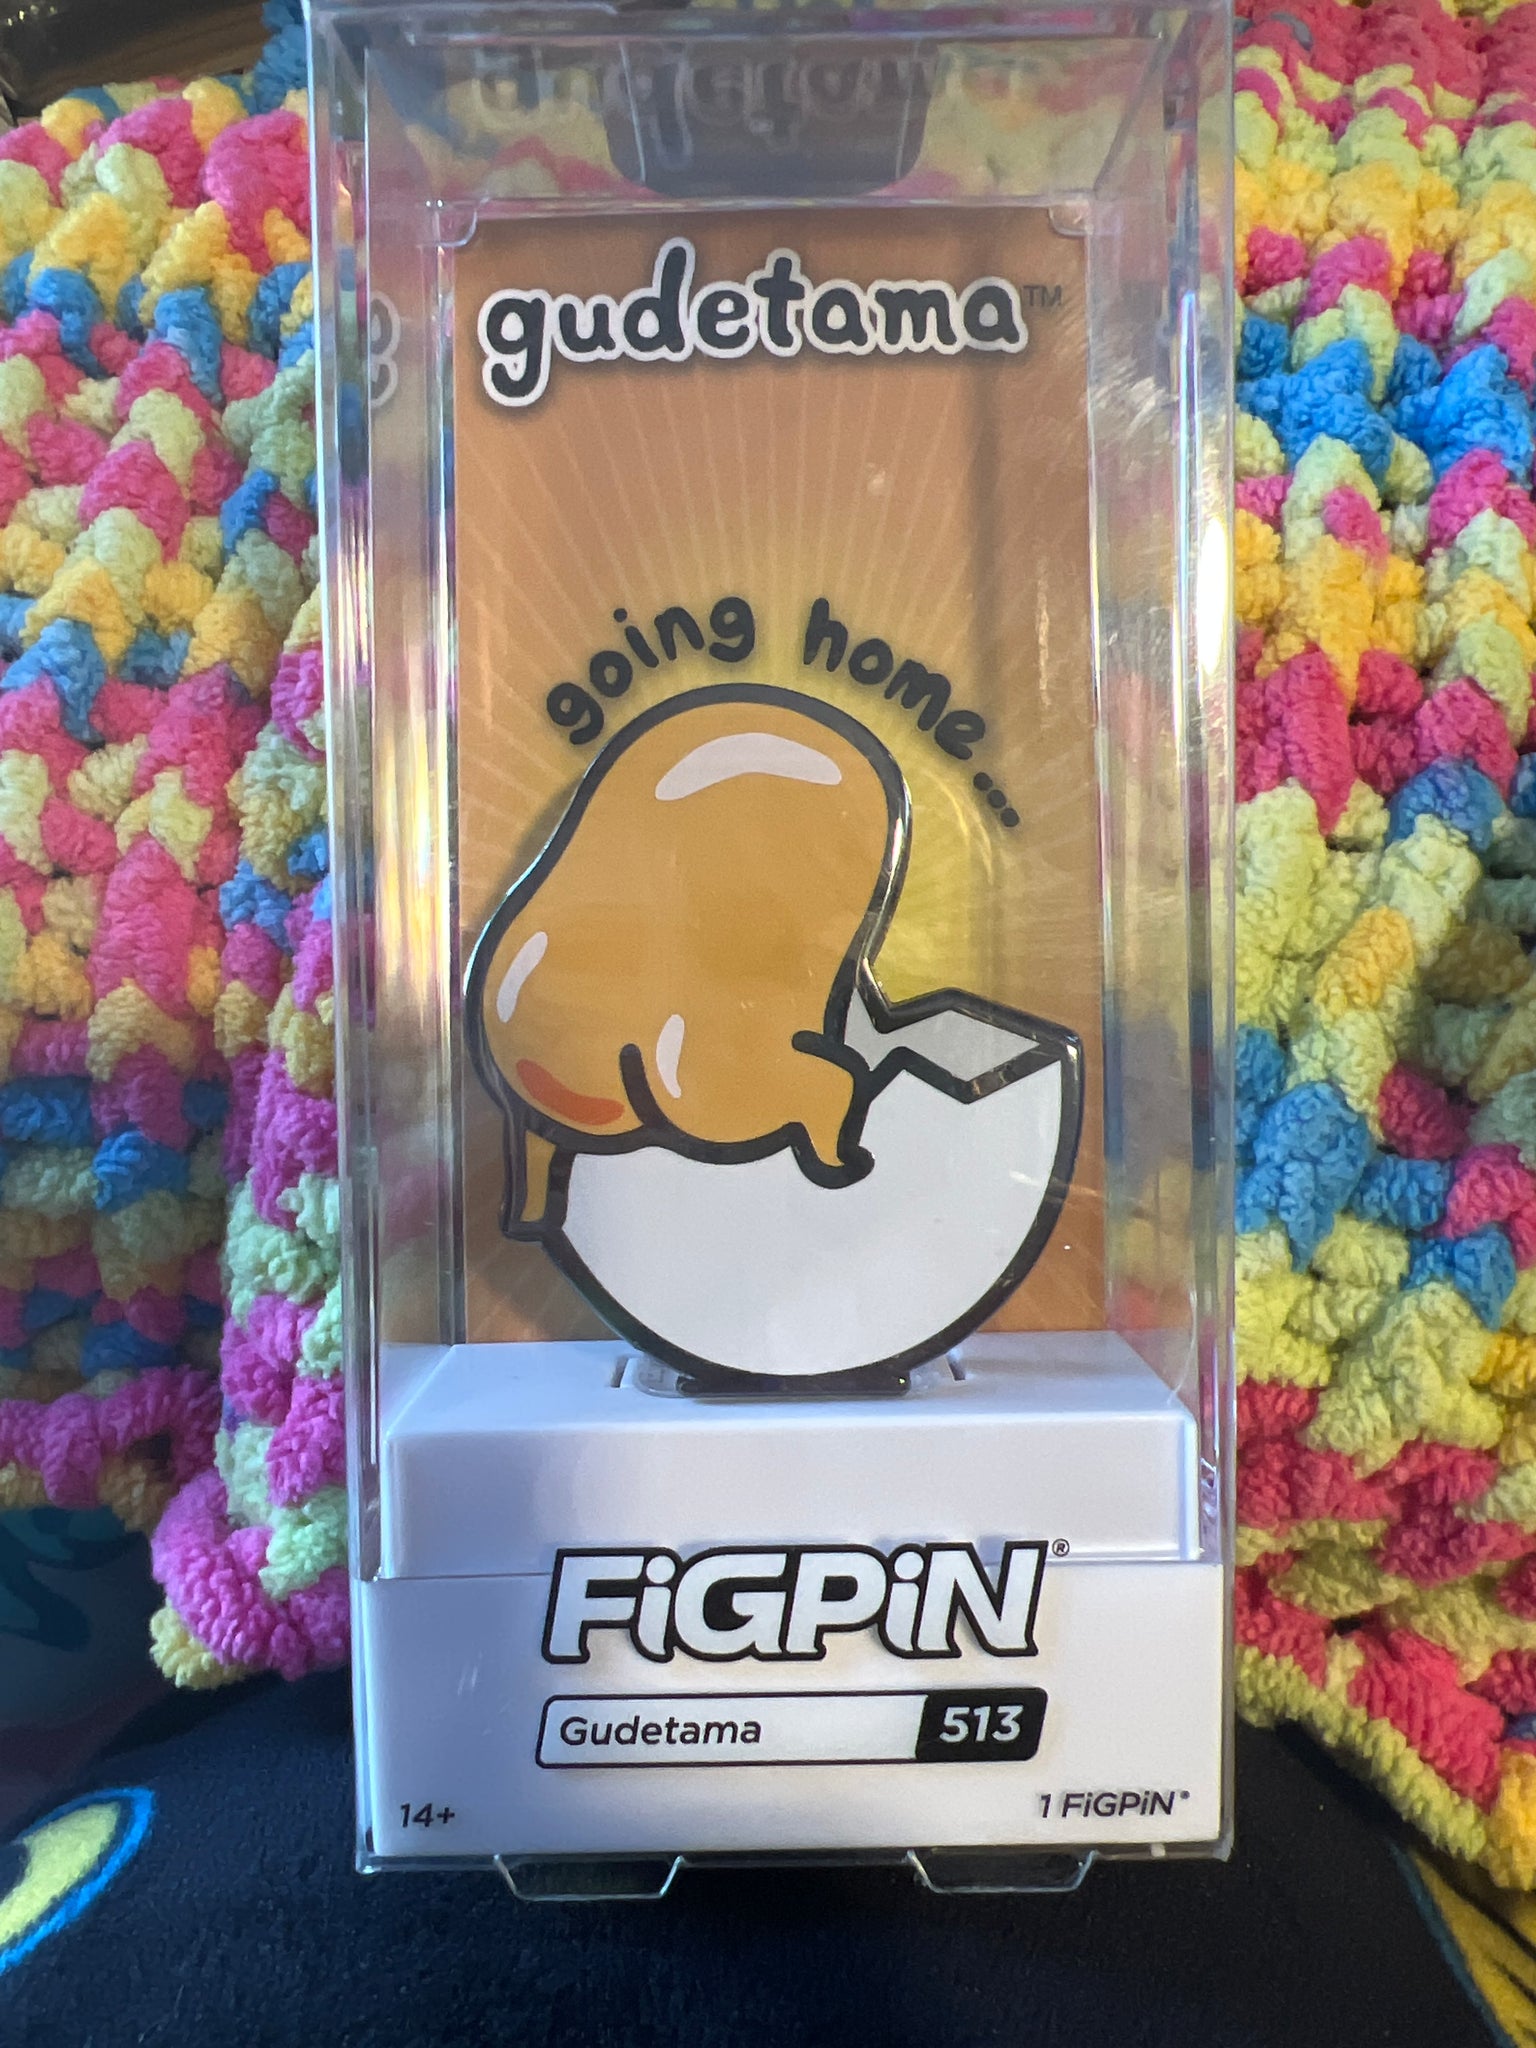 gudetama™
going home...
FiGPiN®
Gudetama 513
14+ 1 FiGPiN®